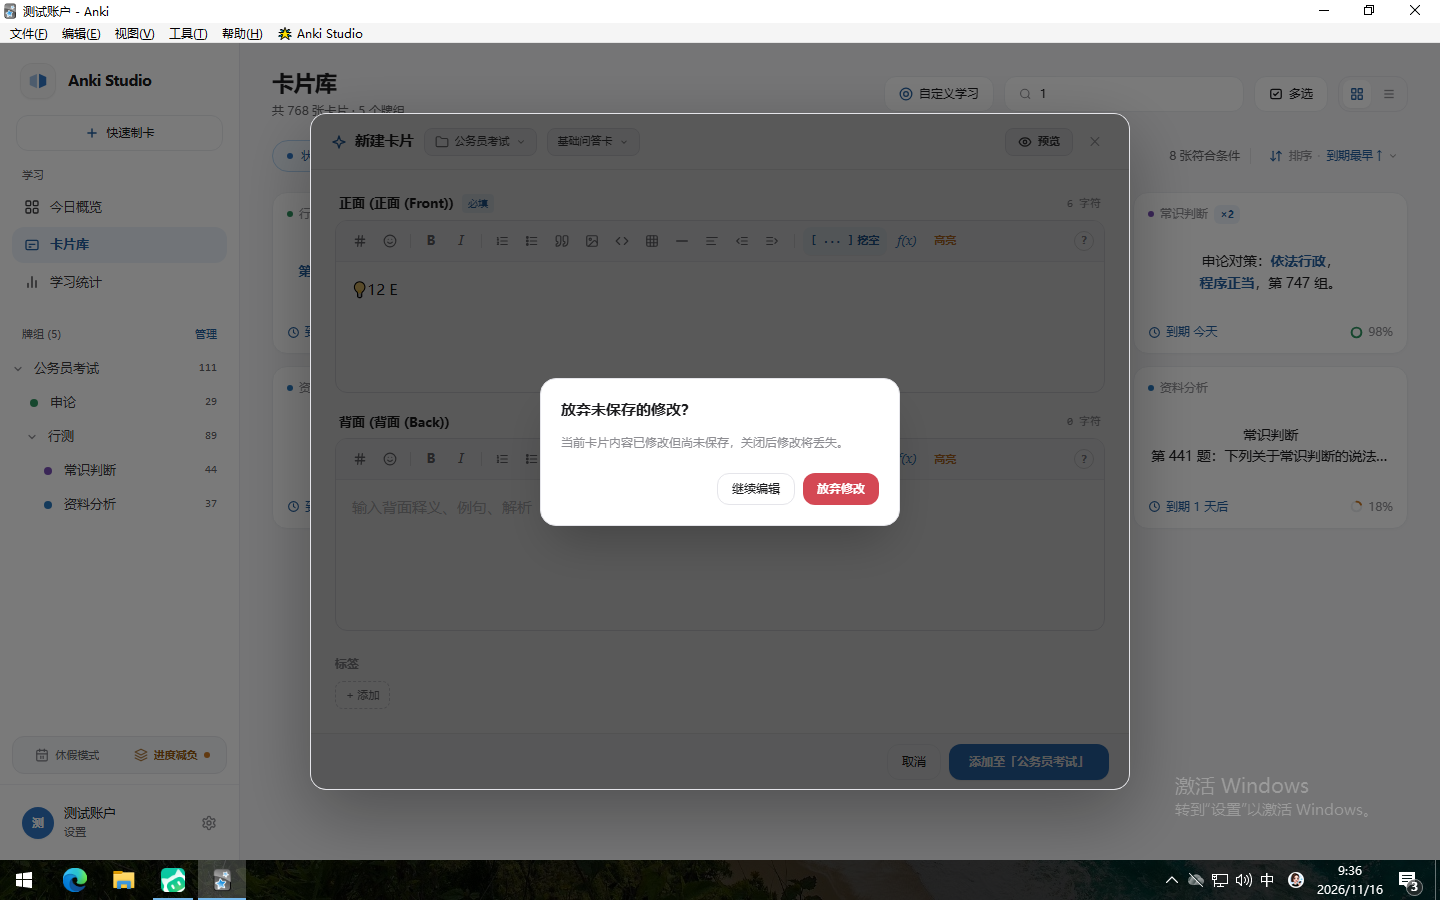 测试账户 - Anki
文件(F) 编辑(E) 视图(V) 工具(T) 帮助(H) Anki Studio
Anki Studio
快速制卡
学习
今日概览
卡片库
学习统计
牌组 (5) 管理
公务员考试 111
申论 29
行测 89
常识判断 44
资料分析 37
休假模式 进度减负
测 测试账户
设置
卡片库
共 768 张卡片 · 5 个牌组
自定义学习
1
多选
8 张符合条件 排序 · 到期最早↑
常识判断 ×2
申论对策：依法行政，
程序正当，第 747 组。
到期 今天 98%
资料分析
常识判断
第 441 题：下列关于常识判断的说法...
到期 1 天后 18%
新建卡片 公务员考试 基础问答卡 预览
正面 (正面 (Front)) 必填 6 字符
B I [ ... ] 挖空 f(x) 高亮 ?
12 E
背面 (背面 (Back)) 0 字符
B I (x) 高亮 ?
输入背面释义、例句、解析
标签
+ 添加
取消 添加至「公务员考试」
放弃未保存的修改?
当前卡片内容已修改但尚未保存，关闭后修改将丢失。
继续编辑 放弃修改
激活 Windows
转到"设置"以激活 Windows。
中
9:36
2026/11/16
3